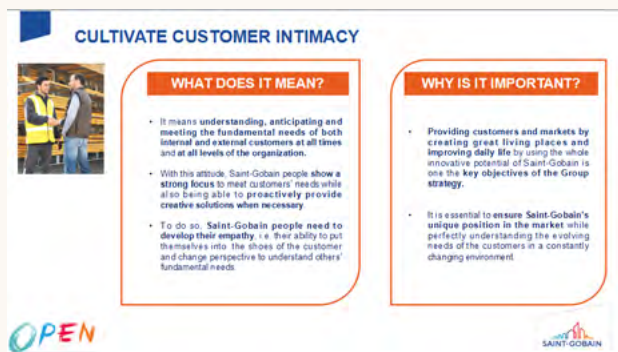 CULTIVATE CUSTOMER INTIMACY
WHAT DOES IT MEAN?
• It means understanding, anticipating and
meeting the fundamental needs of both
internal and external customers at all times
and at all levels of the organization.
• With this attitude, Saint-Gobain people show a
strong focus to meet customers' needs while
also being able to proactively provide
creative solutions when necessary.
• To do so, Saint-Gobain people need to
develop their empathy, i.e. their ability to put
themselves into the shoes of the customer
and change perspective to understand others'
fundamental needs
WHY IS IT IMPORTANT?
• Providing customers and markets by
creating great living places and
improving daily life by using the whole
innovative potential of Saint-Gobain is
one the key objectives of the Group
strategy.
• It is essential to ensure Saint-Gobain's
unique position in the market while
perfectly understanding the evolving
needs of the customers in a constantly
changing environment.
OPEN
SAINT-GOBAIN